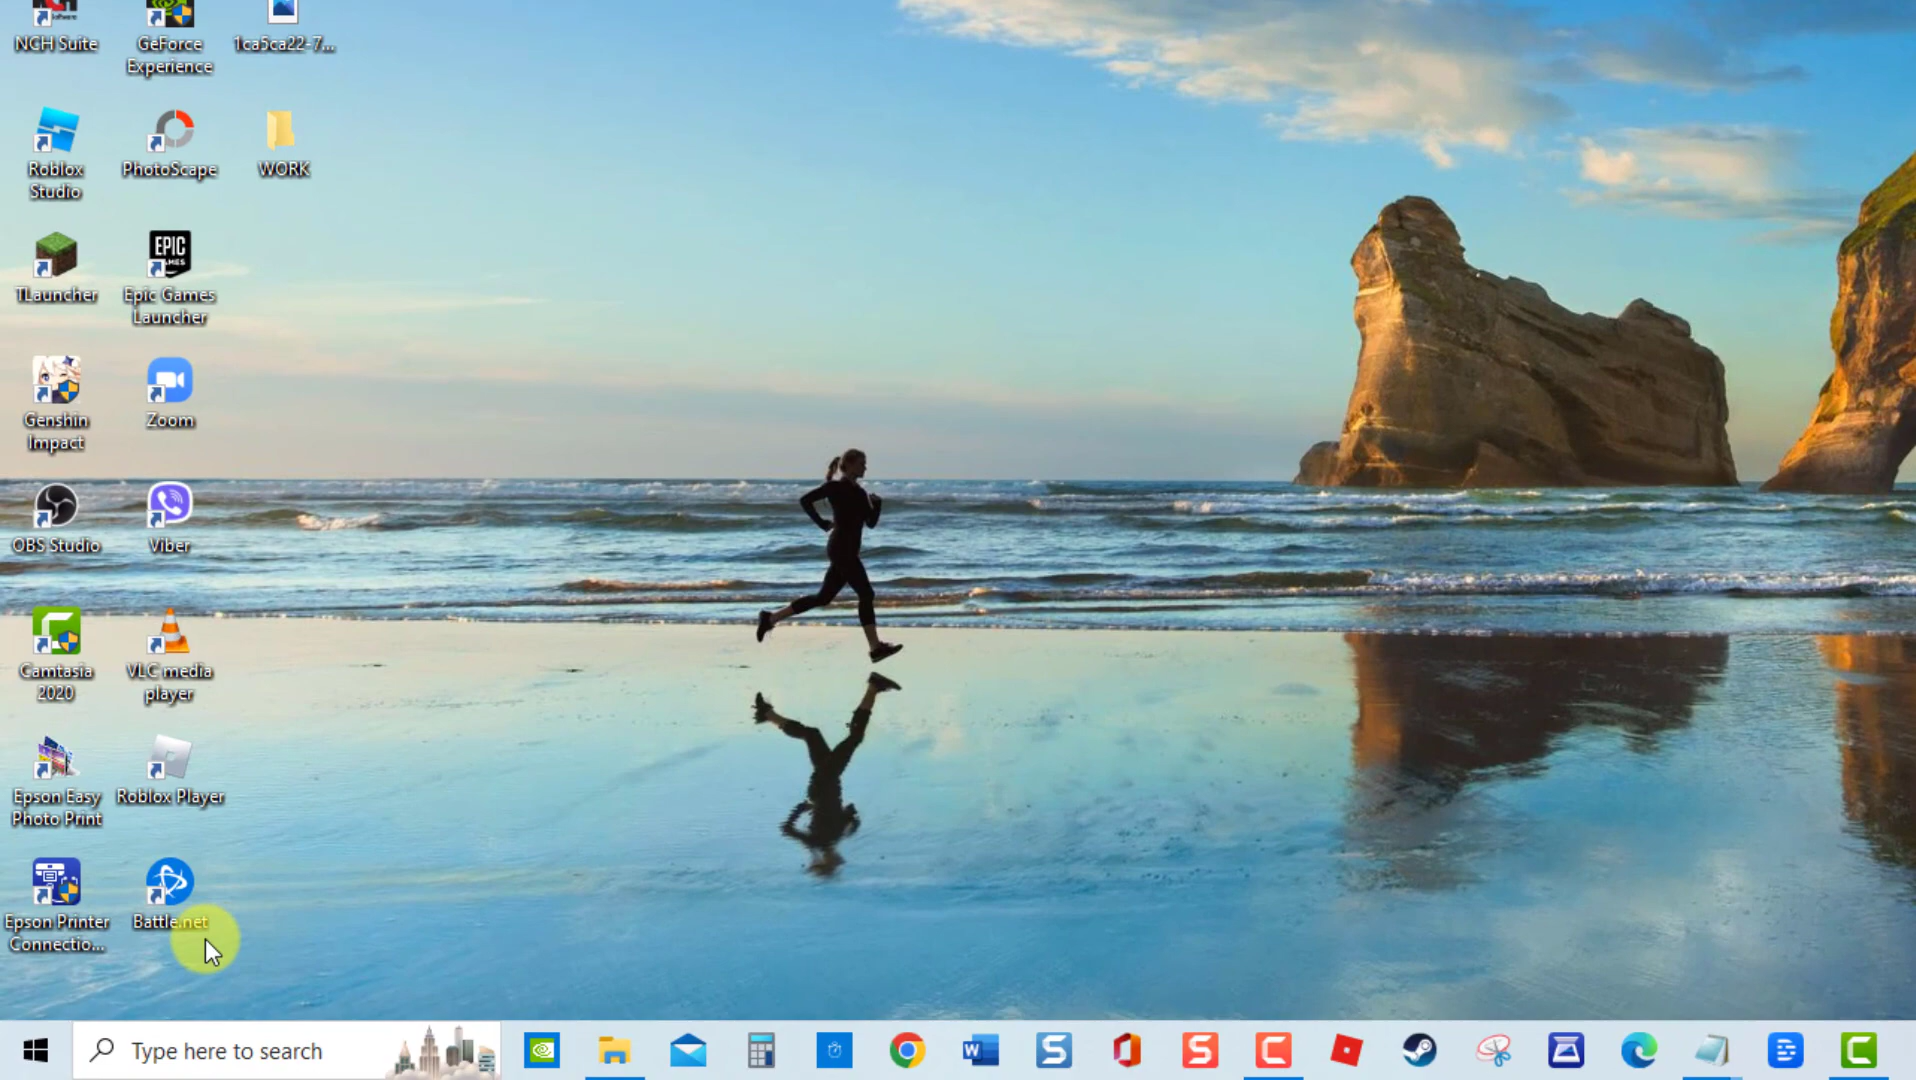 NCH Suite
GeForce
Experience
1ca5ca22-7...
Roblox
Studio
PhotoScape
WORK
TLauncher
EPIC
Epic Games
Launcher
Genshin
Impact
Zoom
OBS Studio
Viber
Camtasia
2020
VLC media
player
Epson Easy
Photo Print
Roblox Player
Epson Printer
Connectio...
Battle.net
Type here to search